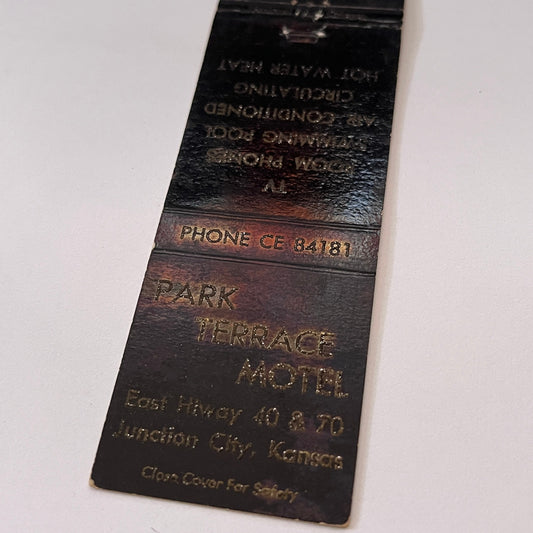 PARK
TERRACE
MOTEL
East Hiway 40 & 70
Junction City, Kansas
Close Cover For Safety
PHONE CE 84181
TV
ROOM PHONES
SWIMMING POOL
AIR CONDITIONED
CIRCULATING
HOT WATER HEAT